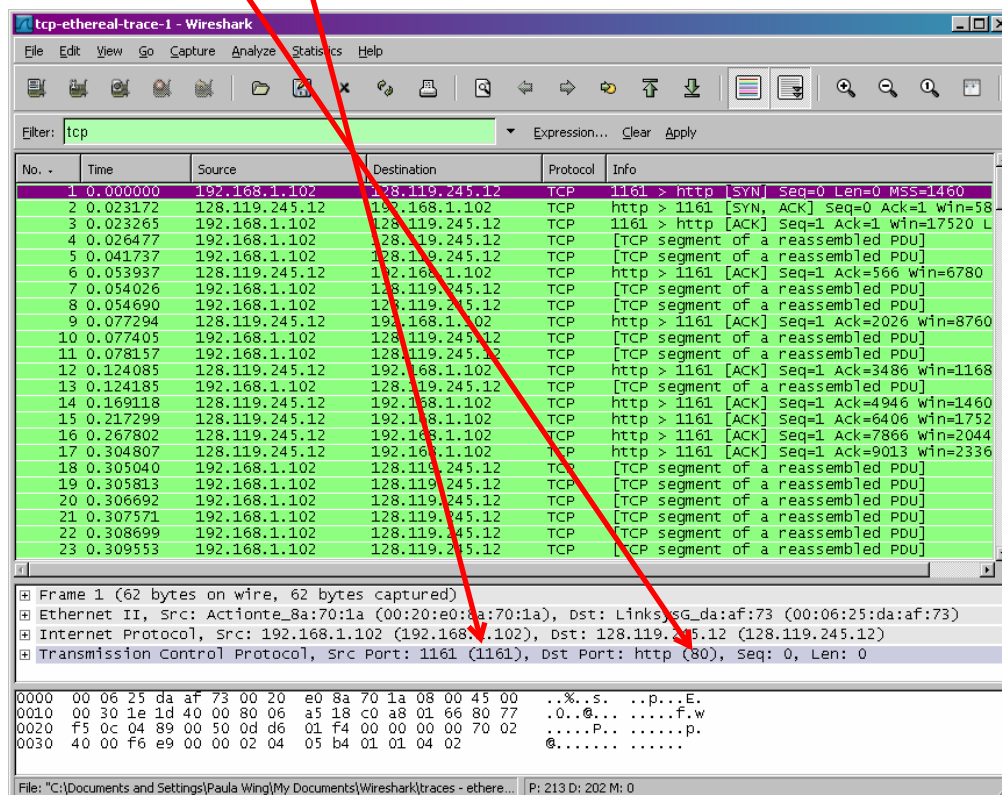 tcp-ethereal-trace-1 - Wireshark
File Edit View Go Capture Analyze Statistics Help
Filter: tcp Expression... Clear Apply
No. - Time Source Destination Protocol Info
1 0.000000 192.168.1.102 128.119.245.12 TCP 1161 > http [SYN] Seq=0 Len=0 MSS=1460
2 0.023172 128.119.245.12 192.168.1.102 TCP http > 1161 [SYN, ACK] Seq=0 Ack=1 Win=58
3 0.023265 192.168.1.102 128.119.245.12 TCP 1161 > http [ACK] Seq=1 Ack=1 Win=17520 L
4 0.026477 192.168.1.102 128.119.245.12 TCP [TCP segment of a reassembled PDU]
5 0.041737 192.168.1.102 128.119.245.12 TCP [TCP segment of a reassembled PDU]
6 0.053937 128.119.245.12 192.168.1.102 TCP http > 1161 [ACK] Seq=1 Ack=566 Win=6780
7 0.054026 192.168.1.102 128.119.245.12 TCP [TCP segment of a reassembled PDU]
8 0.054690 192.168.1.102 128.119.245.12 TCP [TCP segment of a reassembled PDU]
9 0.077294 128.119.245.12 192.168.1.102 TCP http > 1161 [ACK] Seq=1 Ack=2026 Win=8760
10 0.077405 192.168.1.102 128.119.245.12 TCP [TCP segment of a reassembled PDU]
11 0.078157 192.168.1.102 128.119.245.12 TCP [TCP segment of a reassembled PDU]
12 0.124085 128.119.245.12 192.168.1.102 TCP http > 1161 [ACK] Seq=1 Ack=3486 Win=1168
13 0.124185 192.168.1.102 128.119.245.12 TCP [TCP segment of a reassembled PDU]
14 0.169118 128.119.245.12 192.168.1.102 TCP http > 1161 [ACK] Seq=1 Ack=4946 Win=1460
15 0.217299 128.119.245.12 192.168.1.102 TCP http > 1161 [ACK] Seq=1 Ack=6406 Win=1752
16 0.267802 128.119.245.12 192.168.1.102 TCP http > 1161 [ACK] Seq=1 Ack=7866 Win=2044
17 0.304807 128.119.245.12 192.168.1.102 TCP http > 1161 [ACK] Seq=1 Ack=9013 Win=2336
18 0.305040 192.168.1.102 128.119.245.12 TCP [TCP segment of a reassembled PDU]
19 0.305813 192.168.1.102 128.119.245.12 TCP [TCP segment of a reassembled PDU]
20 0.306692 192.168.1.102 128.119.245.12 TCP [TCP segment of a reassembled PDU]
21 0.307571 192.168.1.102 128.119.245.12 TCP [TCP segment of a reassembled PDU]
22 0.308699 192.168.1.102 128.119.245.12 TCP [TCP segment of a reassembled PDU]
23 0.309553 192.168.1.102 128.119.245.12 TCP [TCP segment of a reassembled PDU]
Frame 1 (62 bytes on wire, 62 bytes captured)
Ethernet II, Src: Actionte_8a:70:1a (00:20:e0:8a:70:1a), Dst: LinksysG_da:af:73 (00:06:25:da:af:73)
Internet Protocol, Src: 192.168.1.102 (192.168.1.102), Dst: 128.119.245.12 (128.119.245.12)
Transmission Control Protocol, Src Port: 1161 (1161), Dst Port: http (80), Seq: 0, Len: 0
0000 00 06 25 da af 73 00 20 e0 8a 70 1a 08 00 45 00 ..%..s. ..p...E.
0010 00 30 1e 1d 40 00 80 06 a5 18 c0 a8 01 66 80 77 .0..@... .....f.w
0020 f5 0c 04 89 00 50 0d d6 01 f4 00 00 00 00 70 02 .....P.. ......p.
0030 40 00 f6 e9 00 00 02 04 05 b4 01 01 04 02 @....... ......
File: "C:\Documents and Settings\Paula Wing\My Documents\Wireshark\traces - ethere... P: 213 D: 202 M: 0